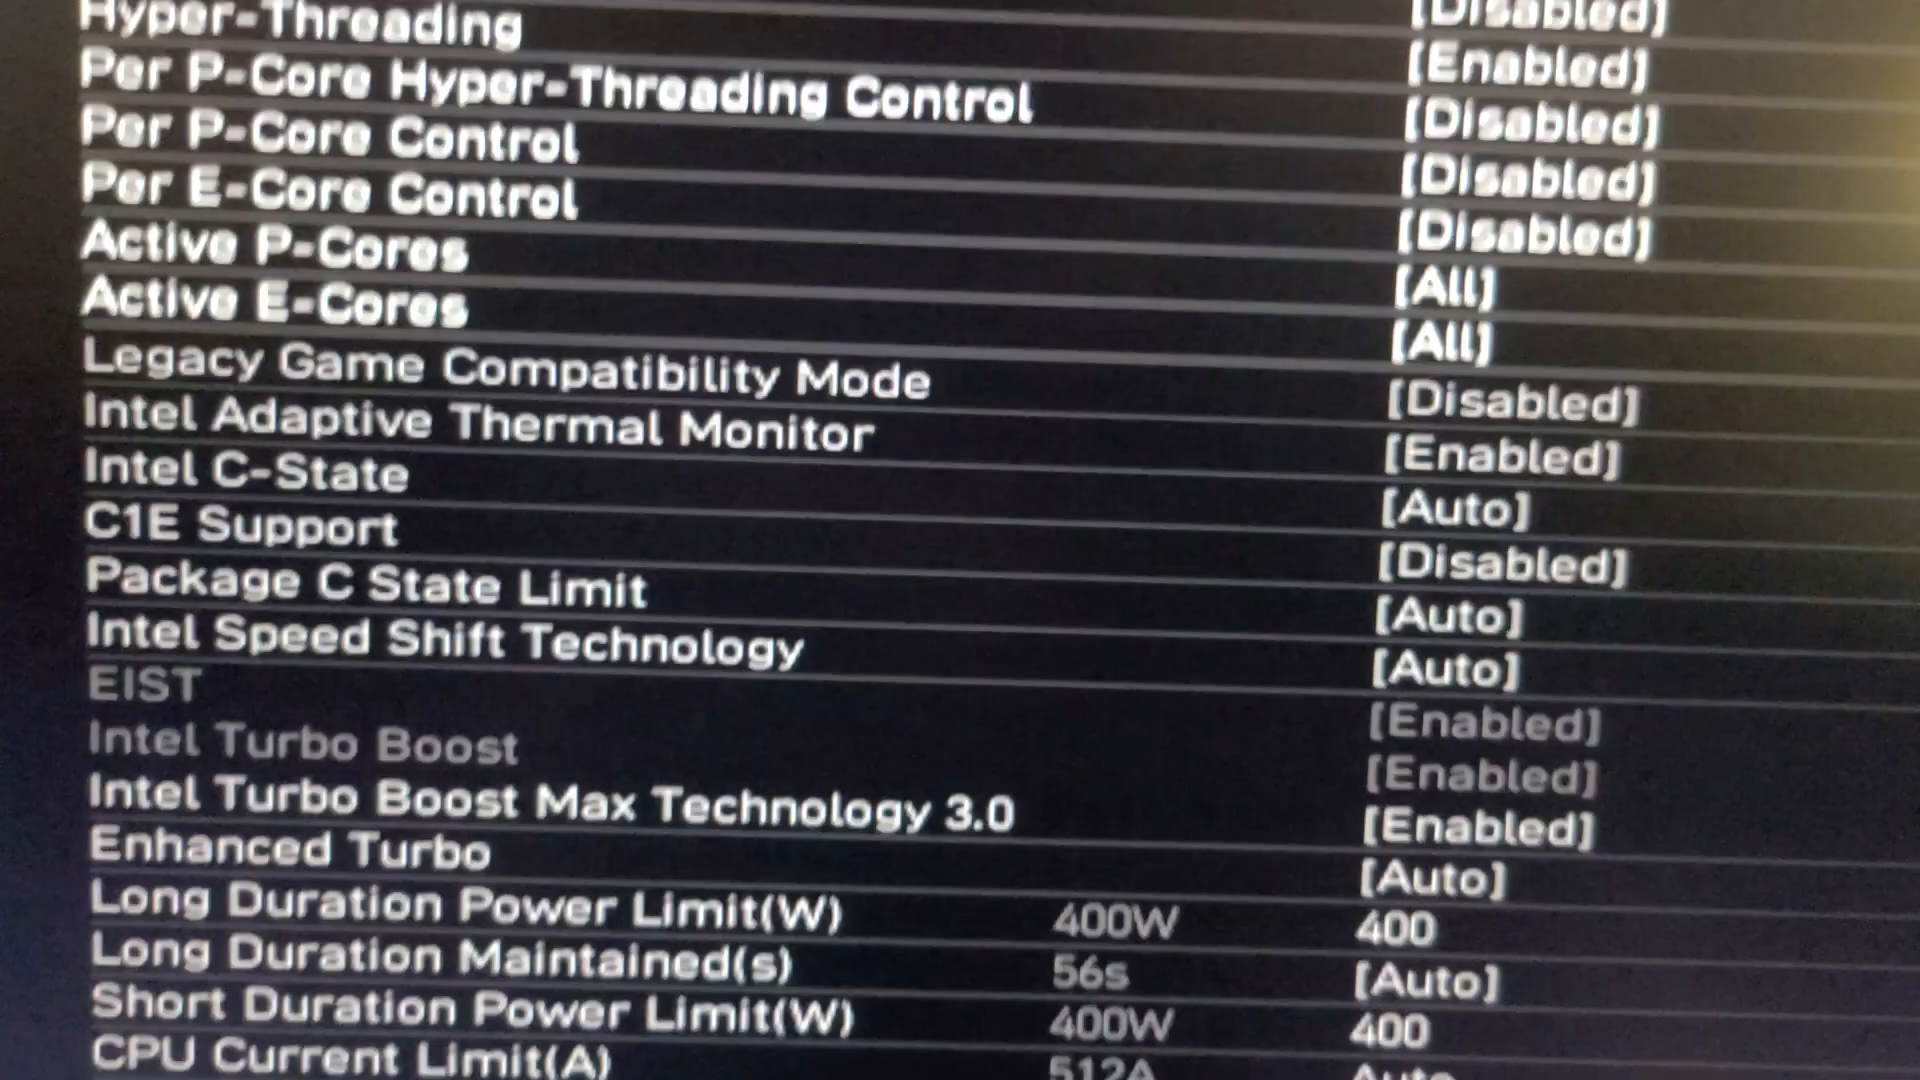 [Disabled]
Hyper-Threading [Enabled]
Per P-Core Hyper-Threading Control [Disabled]
Per P-Core Control [Disabled]
Per E-Core Control [Disabled]
Active P-Cores [All]
Active E-Cores [All]
Legacy Game Compatibility Mode [Disabled]
Intel Adaptive Thermal Monitor [Enabled]
Intel C-State [Auto]
C1E Support [Disabled]
Package C State Limit [Auto]
Intel Speed Shift Technology [Auto]
EIST [Enabled]
Intel Turbo Boost [Enabled]
Intel Turbo Boost Max Technology 3.0 [Enabled]
Enhanced Turbo [Auto]
Long Duration Power Limit(W) 400W 400
Long Duration Maintained(s) 56s [Auto]
Short Duration Power Limit(W) 400W 400
CPU Current Limit(A) 512A Auto